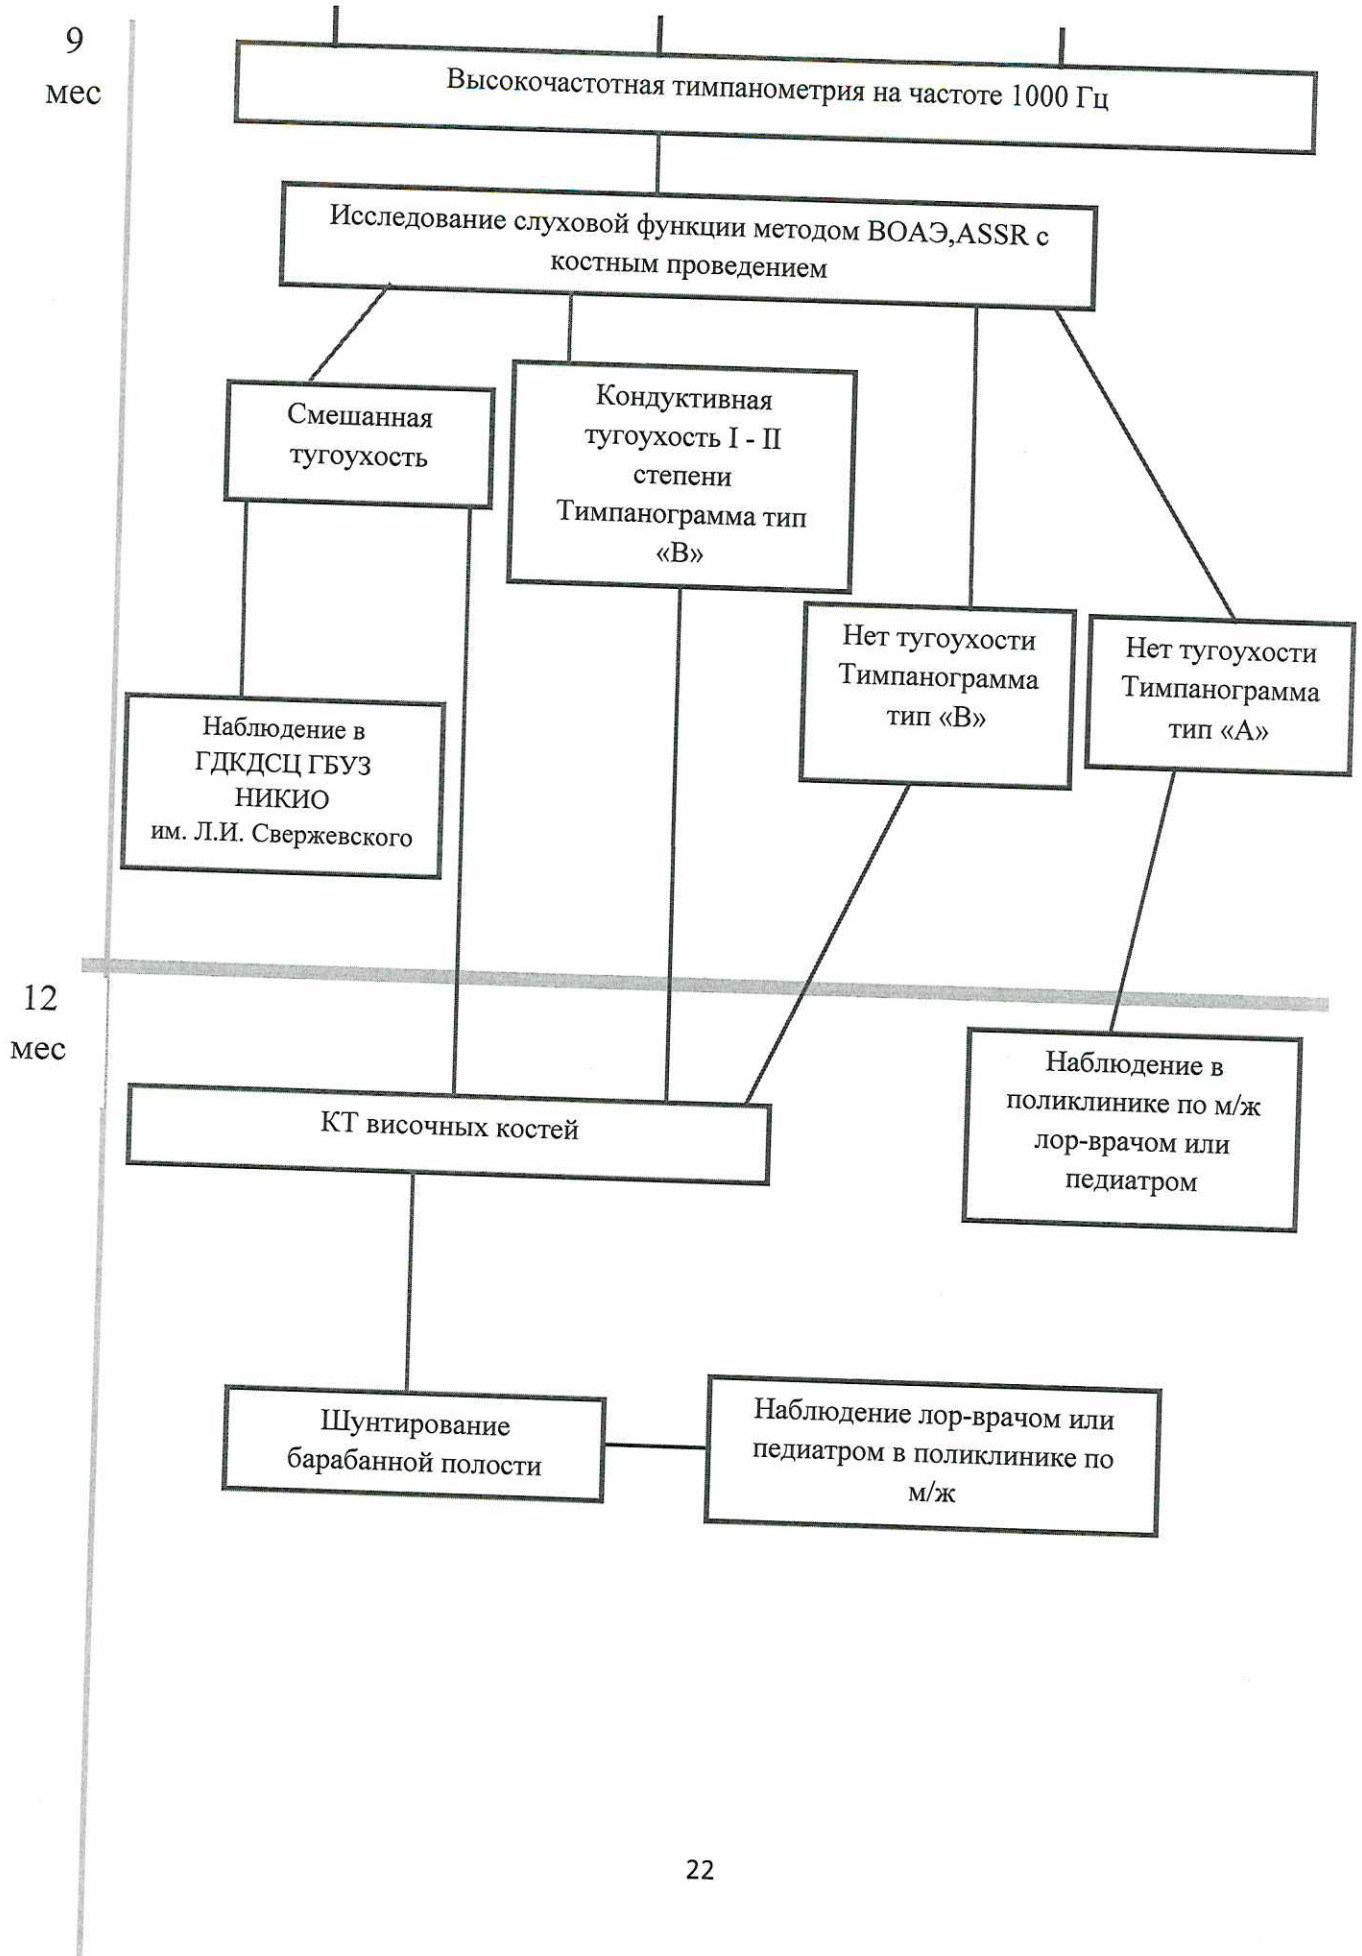 9
мес
Высокочастотная тимпанометрия на частоте 1000 Гц
Исследование слуховой функции методом ВОАЭ,ASSR с
костным проведением
Смешанная
тугоухость
Кондуктивная
тугоухость I - II
степени
Тимпанограмма тип
«В»
Нет тугоухости
Тимпанограмма
тип «В»
Нет тугоухости
Тимпанограмма
тип «А»
Наблюдение в
ГДКДСЦ ГБУЗ
НИКИО
им. Л.И. Свержевского
12
мес
КТ височных костей
Наблюдение в
поликлинике по м/ж
лор-врачом или
педиатром
Шунтирование
барабанной полости
Наблюдение лор-врачом или
педиатром в поликлинике по
м/ж
22